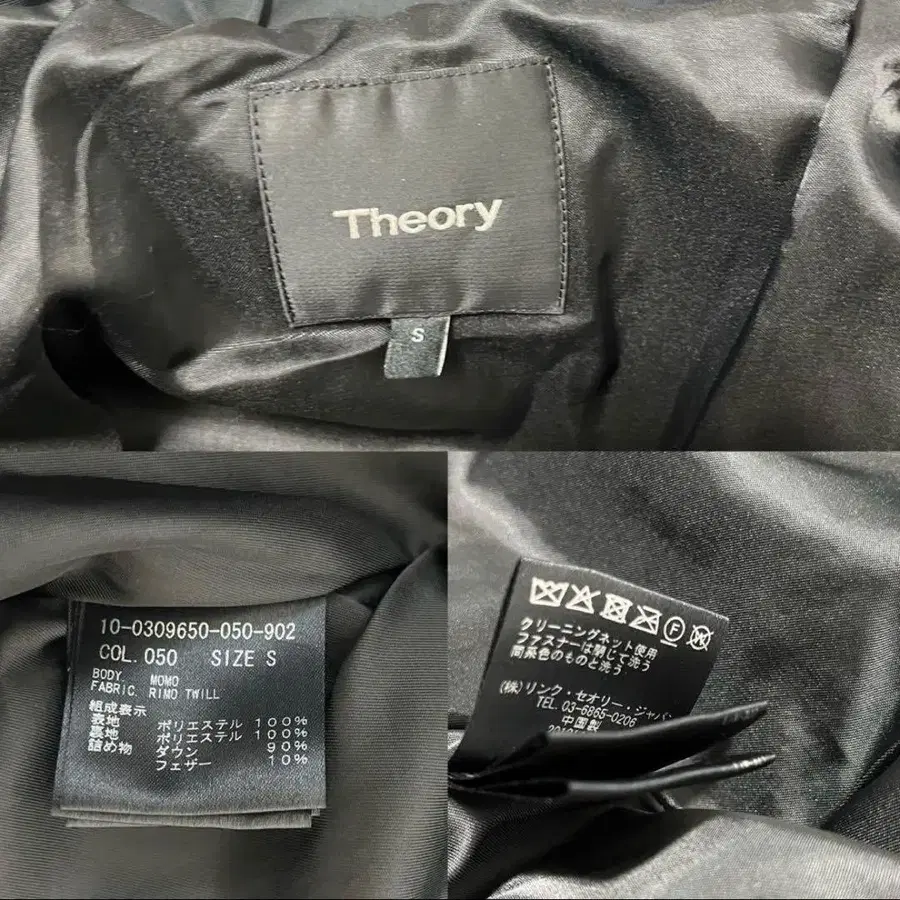 Theory
S
10-0309650-050-902
COL. 050 SIZE S
BODY. MOMO
FABRIC. RIMO TWILL
組成表示
表地 ポリエステル 100%
裏地 ポリエステル 100%
詰め物 ダウン 90%
フェザー 10%
F
W
クリーニングネット使用
ファスナーは閉じて洗う
同系色のものと洗う
(株)リンク・セオリー・ジャパン
TEL. 03-6865-0206
中国製